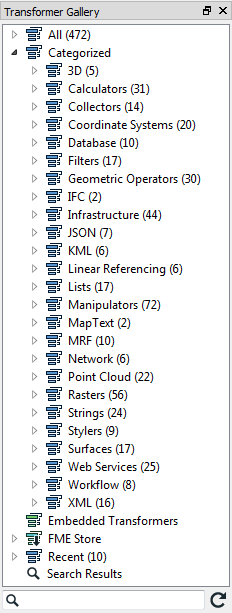 Transformer Gallery
All (472)
Categorized
3D (5)
Calculators (31)
Collectors (14)
Coordinate Systems (20)
Database (10)
Filters (17)
Geometric Operators (30)
IFC (2)
Infrastructure (44)
JSON (7)
KML (6)
Linear Referencing (6)
Lists (17)
Manipulators (72)
MapText (2)
MRF (10)
Network (6)
Point Cloud (22)
Rasters (56)
Strings (24)
Stylers (9)
Surfaces (17)
Web Services (25)
Workflow (8)
XML (16)
Embedded Transformers
FME Store
Recent (10)
Search Results